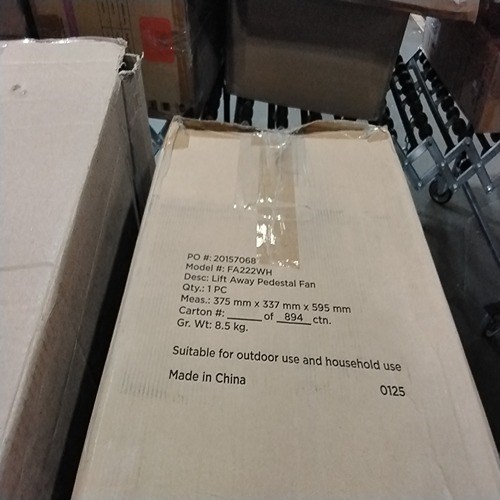 PO #: 20157068
Model #: FA222WH
Desc: Lift Away Pedestal Fan
Qty.: 1 PC
Meas.: 375 mm x 337 mm x 595 mm
Carton #: ______ of 894 ctn.
Gr. Wt: 8.5 kg.
Suitable for outdoor use and household use
Made in China
0125